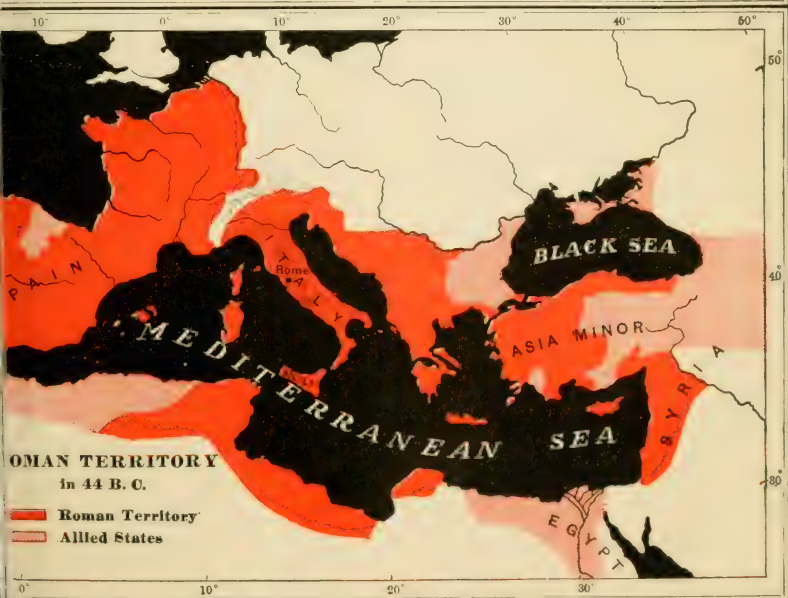 10° 0° 10° 20° 30° 40° 50°
50°
BLACK SEA
PAIN
ITALY
Rome
40
ASIA MINOR
SYRIA
MEDITERRANEAN SEA
OMAN TERRITORY
in 44 B. C.
Roman Territory
Allied States
30°
EGYPT
0° 10° 20° 30°